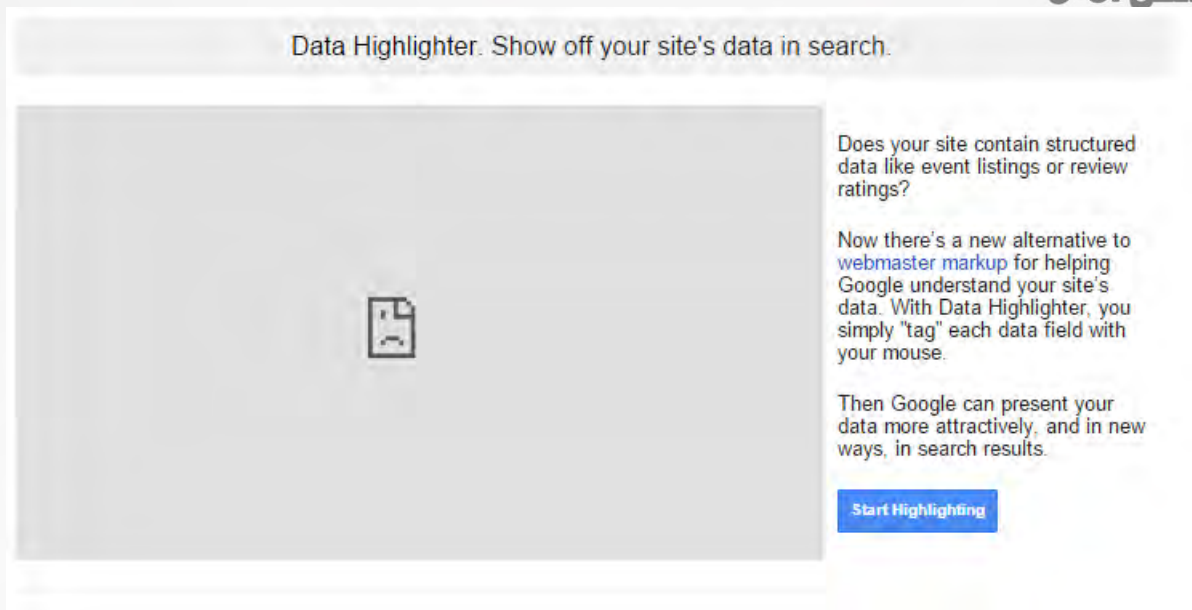 Data Highlighter. Show off your site's data in search.
Does your site contain structured
data like event listings or review
ratings?
Now there's a new alternative to
webmaster markup for helping
Google understand your site's
data. With Data Highlighter, you
simply "tag" each data field with
your mouse.
Then Google can present your
data more attractively, and in new
ways, in search results.
Start Highlighting